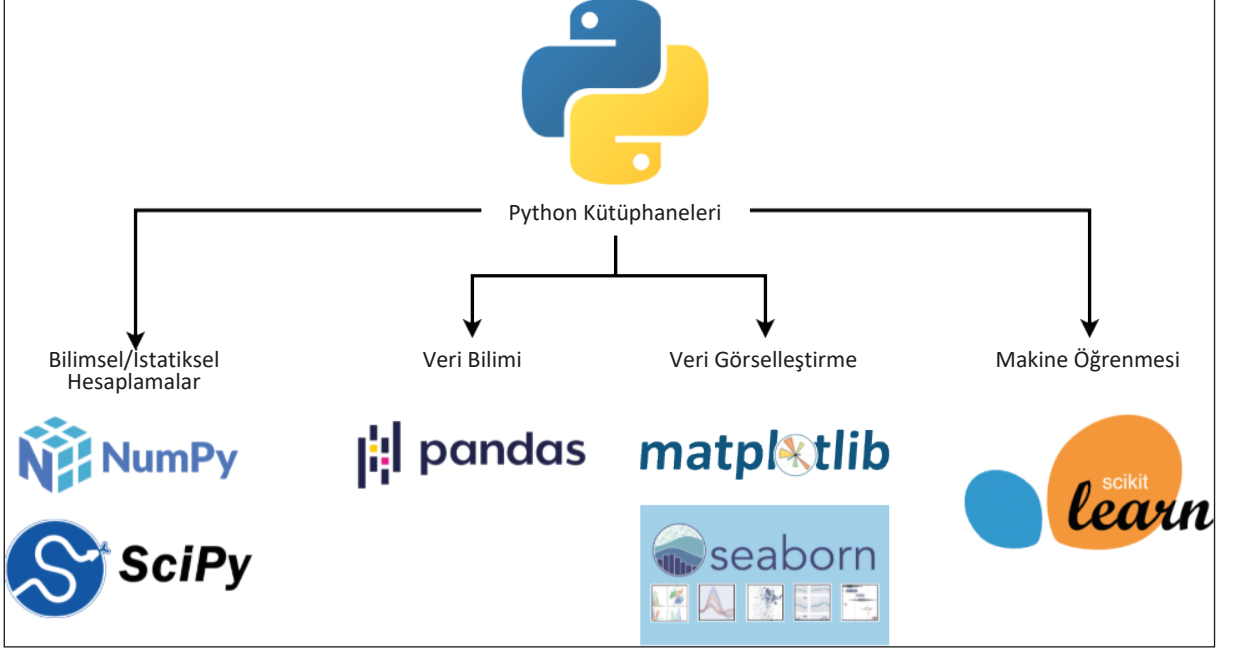 Python Kütüphaneleri
Bilimsel/İstatiksel
Hesaplamalar
Veri Bilimi
Veri Görselleştirme
Makine Öğrenmesi
NumPy
pandas
matplotlib
scikit
learn
SciPy
seaborn